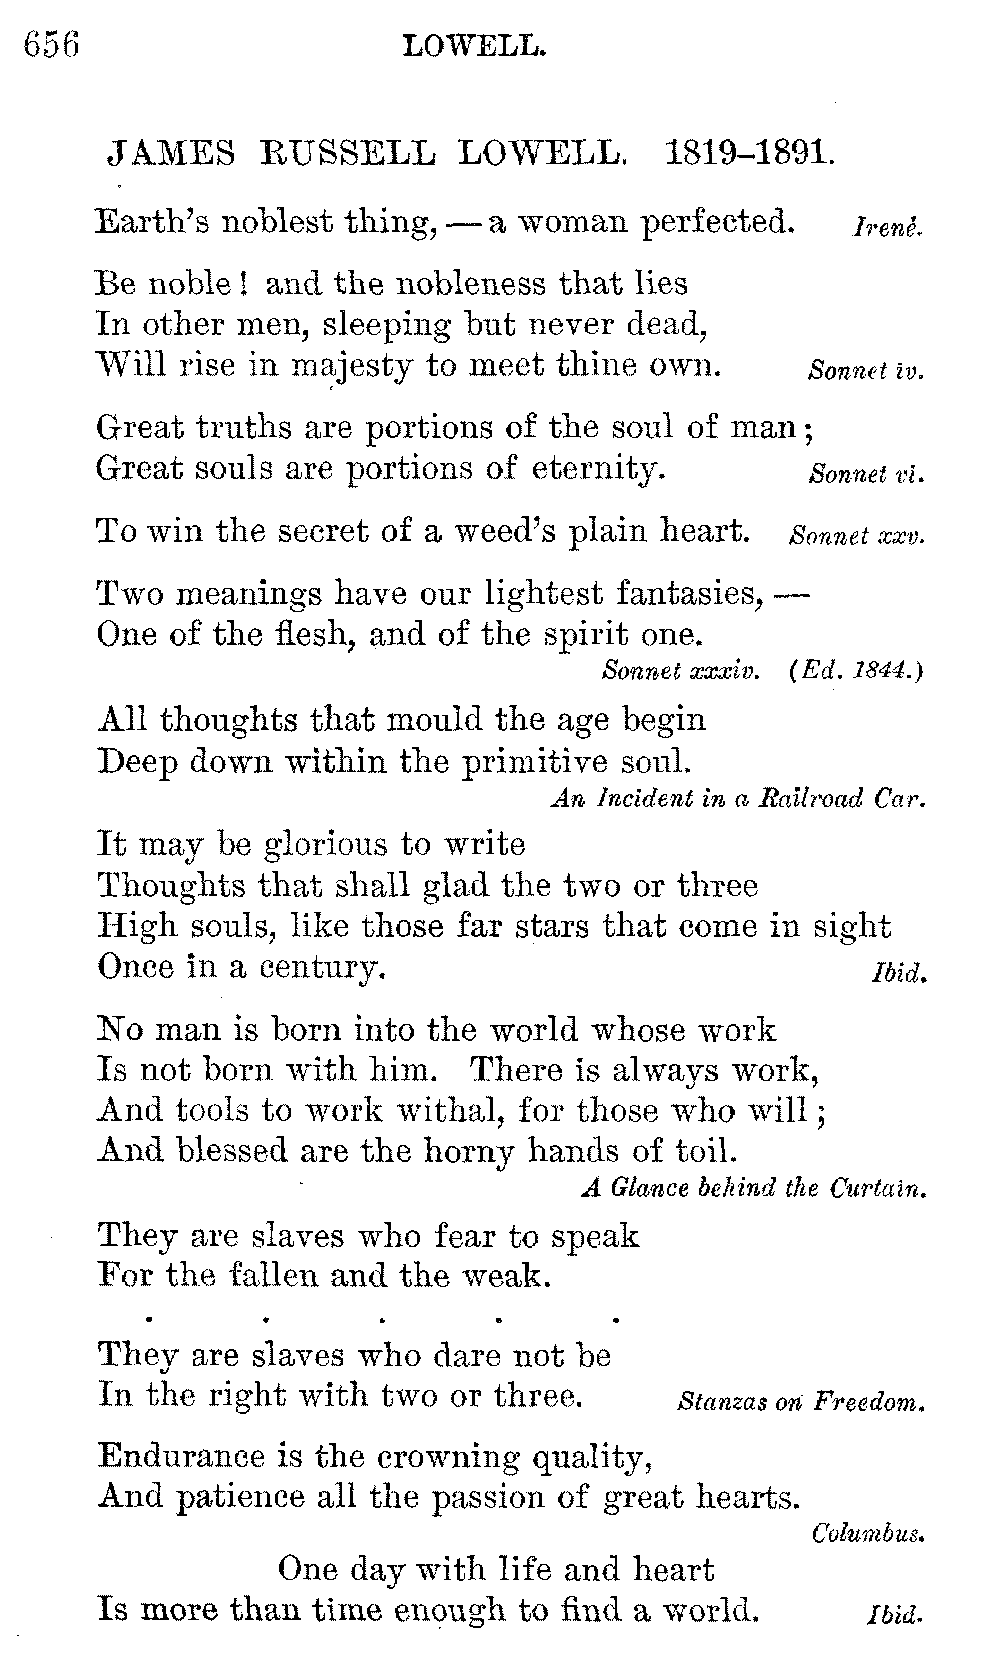 656 LOWELL.
JAMES RUSSELL LOWELL. 1819–1891.
Earth's noblest thing, — a woman perfected. Irené.
Be noble! and the nobleness that lies
In other men, sleeping but never dead,
Will rise in majesty to meet thine own. Sonnet iv.
Great truths are portions of the soul of man;
Great souls are portions of eternity. Sonnet vi.
To win the secret of a weed's plain heart. Sonnet xxv.
Two meanings have our lightest fantasies, —
One of the flesh, and of the spirit one.
Sonnet xxxiv. (Ed. 1844.)
All thoughts that mould the age begin
Deep down within the primitive soul.
An Incident in a Railroad Car.
It may be glorious to write
Thoughts that shall glad the two or three
High souls, like those far stars that come in sight
Once in a century. Ibid.
No man is born into the world whose work
Is not born with him. There is always work,
And tools to work withal, for those who will;
And blessed are the horny hands of toil.
A Glance behind the Curtain.
They are slaves who fear to speak
For the fallen and the weak.
. . . . .
They are slaves who dare not be
In the right with two or three. Stanzas on Freedom.
Endurance is the crowning quality,
And patience all the passion of great hearts.
Columbus.
One day with life and heart
Is more than time enough to find a world. Ibid.